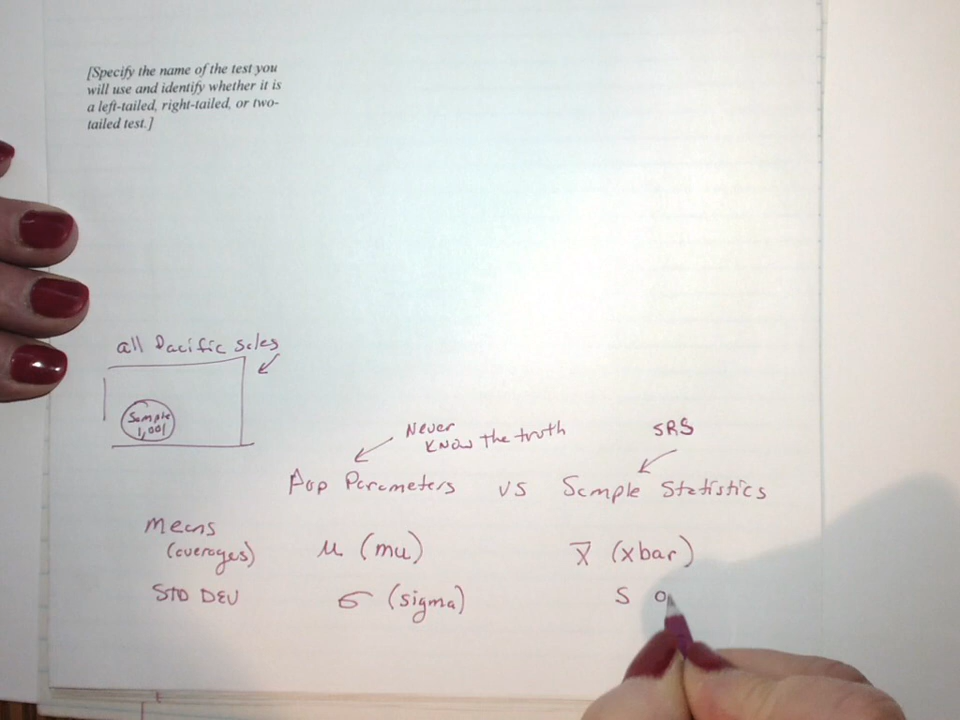 [Specify the name of the test you
will use and identify whether it is
a left-tailed, right-tailed, or two-
tailed test.]
all Pacific sales
Sample
1,001
Never
Know the truth
SRS
Pop Parameters vs Sample Statistics
Means
(averages) μ (mu) x̄ (xbar)
STD DEV σ (sigma) S o